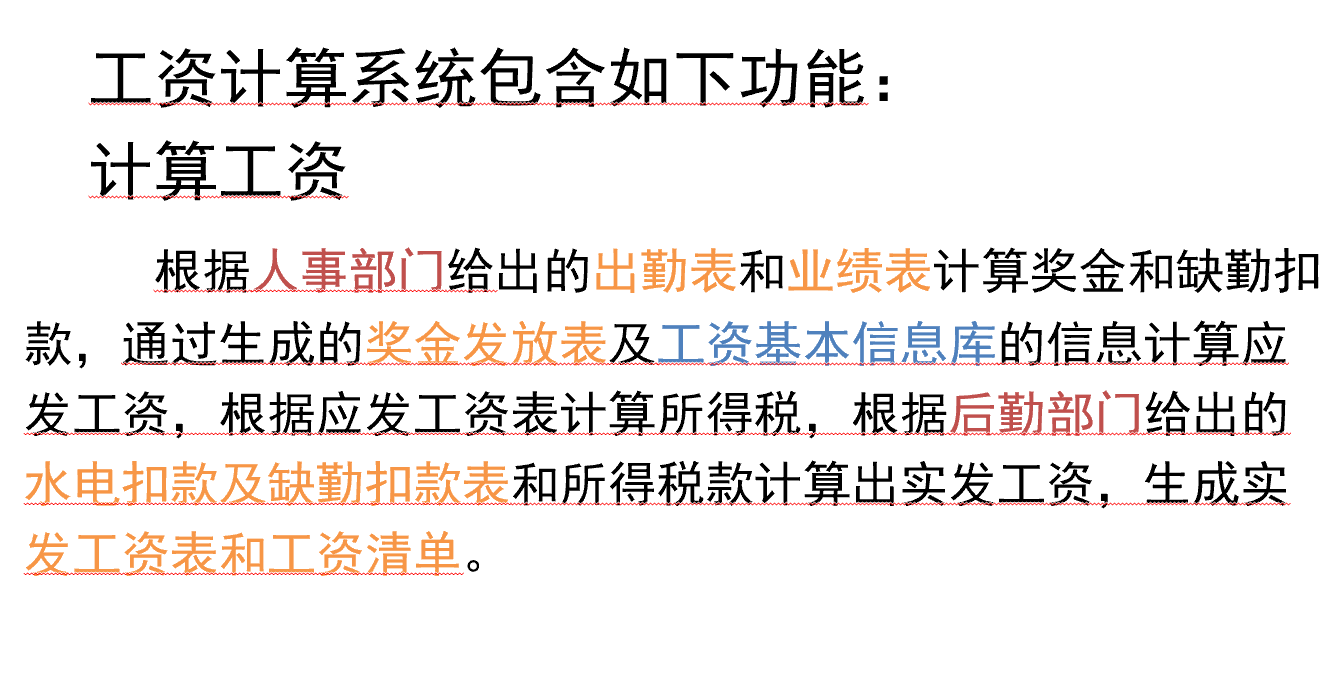 工资计算系统包含如下功能：
计算工资
根据人事部门给出的出勤表和业绩表计算奖金和缺勤扣
款，通过生成的奖金发放表及工资基本信息库的信息计算应
发工资，根据应发工资表计算所得税，根据后勤部门给出的
水电扣款及缺勤扣款表和所得税款计算出实发工资，生成实
发工资表和工资清单。